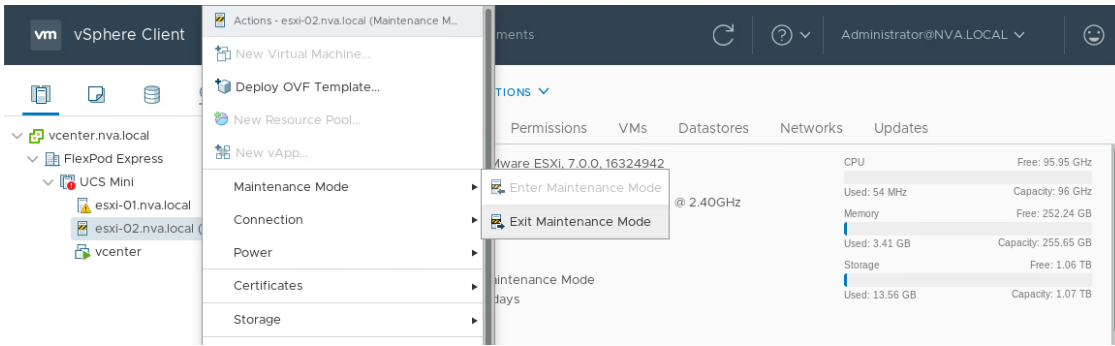 vm vSphere Client
ments
Administrator@NVA.LOCAL
vcenter.nva.local
FlexPod Express
UCS Mini
esxi-01.nva.local
esxi-02.nva.local (
vcenter
Actions - esxi-02.nva.local (Maintenance M...
New Virtual Machine...
Deploy OVF Template...
New Resource Pool...
New vApp...
Maintenance Mode
Connection
Power
Certificates
Storage
Enter Maintenance Mode
Exit Maintenance Mode
TIONS
Permissions VMs Datastores Networks Updates
Mware ESXi, 7.0.0, 16324942
@ 2.40GHz
aintenance Mode
days
CPU Free: 95.95 GHz
Used: 54 MHz Capacity: 96 GHz
Memory Free: 252.24 GB
Used: 3.41 GB Capacity: 255.65 GB
Storage Free: 1.06 TB
Used: 13.56 GB Capacity: 1.07 TB